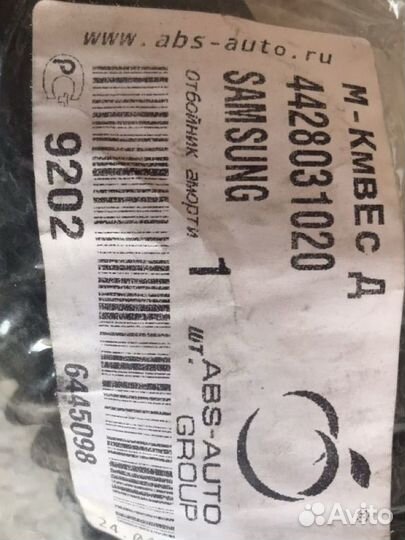 www.abs-auto.ru
М-КМВЕС Д
4428031020
SAMSUNG
отбойник аморти
1 шт.
ABS-AUTO
GROUP
9202
6445098
Avito